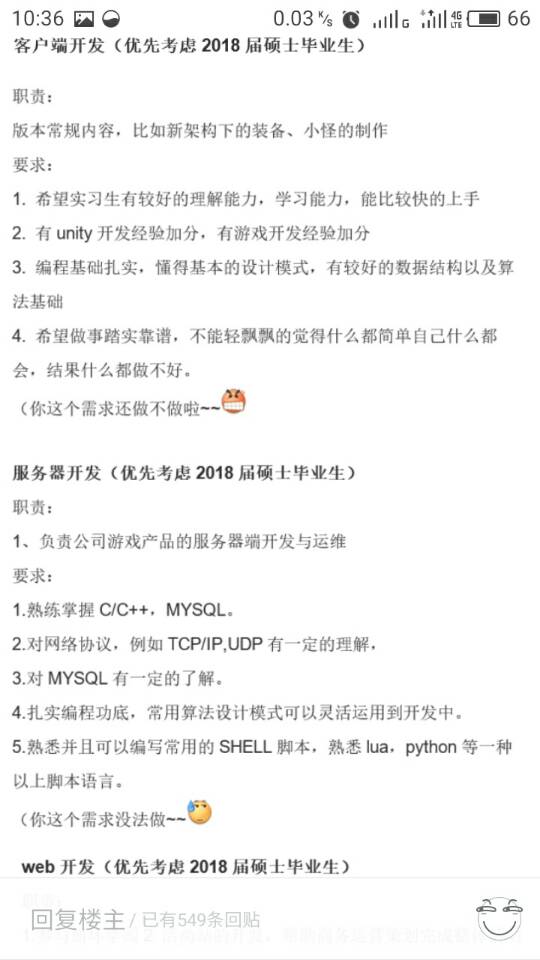 10:36
0.03 K/s
G
4G
LTE
66
客户端开发（优先考虑 2018 届硕士毕业生）
职责：
版本常规内容，比如新架构下的装备、小怪的制作
要求：
1. 希望实习生有较好的理解能力，学习能力，能比较快的上手
2. 有 unity 开发经验加分，有游戏开发经验加分
3. 编程基础扎实，懂得基本的设计模式，有较好的数据结构以及算
法基础
4. 希望做事踏实靠谱，不能轻飘飘的觉得什么都简单自己什么都
会，结果什么都做不好。
（你这个需求还做不做啦~~
服务器开发（优先考虑 2018 届硕士毕业生）
职责：
1、负责公司游戏产品的服务器端开发与运维
要求：
1.熟练掌握 C/C++，MYSQL。
2.对网络协议，例如 TCP/IP,UDP 有一定的理解，
3.对 MYSQL 有一定的了解。
4.扎实编程功底，常用算法设计模式可以灵活运用到开发中。
5.熟悉并且可以编写常用的 SHELL 脚本，熟悉 lua，python 等一种
以上脚本语言。
（你这个需求没法做~~
web 开发（优先考虑 2018 届硕士毕业生）
职责：
回复楼主 / 已有549条回贴